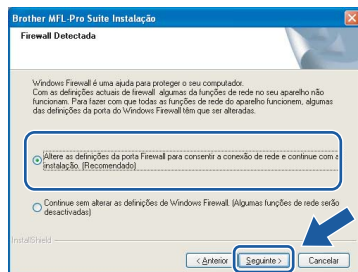 Brother MFL-Pro Suite Instalação
Firewall Detectada
Windows Firewall é uma ajuda para proteger o seu computador.
Com as definições actuais de firewall algumas da funções de rede no seu aparelho não
funcionam. Para fazer com que todas as funções de rede do aparelho funcionem, algumas
das definições da porta do Windows Firewall têm que ser alteradas.
Altere as definições da porta Firewall para consentir a conexão de rede e continue com a
instalação. (Recomendado)
Continue sem alterar as definições de Windows Firewall. (Algumas funções de rede serão
desactivadas)
InstallShield
< Anterior
Seguinte >
Cancelar